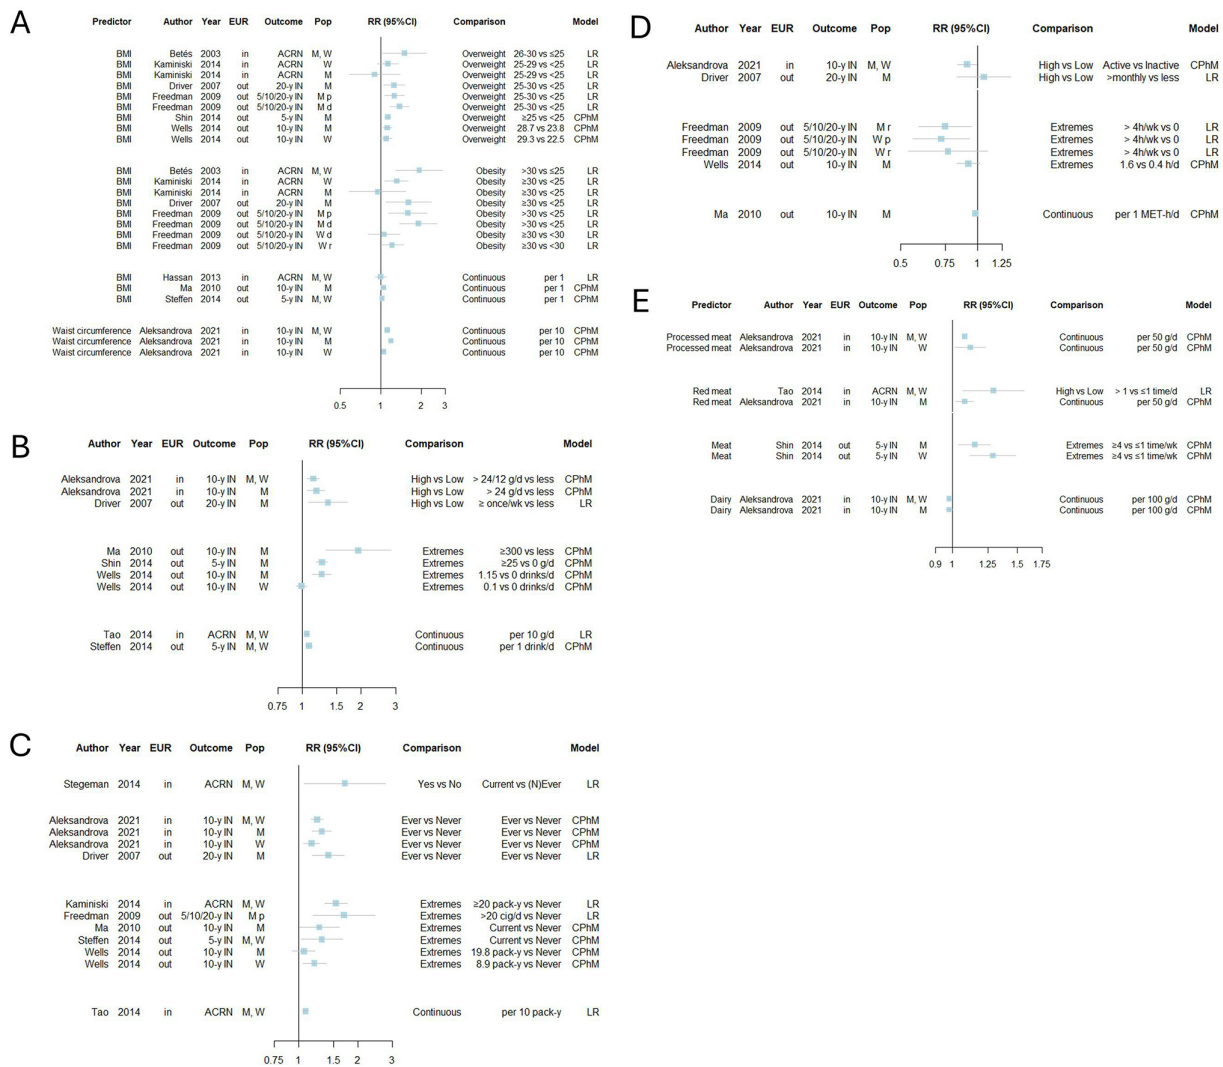 A
Predictor Author Year EUR Outcome Pop RR (95%CI) Comparison Model
BMI Betés 2003 in ACRN M, W Overweight 26-30 vs ≤25 LR
BMI Kaminiski 2014 in ACRN W Overweight 25-29 vs <25 LR
BMI Kaminiski 2014 in ACRN M Overweight 25-29 vs <25 LR
BMI Driver 2007 out 20-y IN M Overweight 25-30 vs <25 LR
BMI Freedman 2009 out 5/10/20-y IN M p Overweight 25-30 vs <25 LR
BMI Freedman 2009 out 5/10/20-y IN M d Overweight 25-30 vs <25 LR
BMI Shin 2014 out 5-y IN M Overweight ≥25 vs <25 CPhM
BMI Wells 2014 out 10-y IN M Overweight 28.7 vs 23.8 CPhM
BMI Wells 2014 out 10-y IN W Overweight 29.3 vs 22.5 CPhM
BMI Betés 2003 in ACRN M, W Obesity >30 vs ≤25 LR
BMI Kaminiski 2014 in ACRN W Obesity ≥30 vs <25 LR
BMI Kaminiski 2014 in ACRN M Obesity ≥30 vs <25 LR
BMI Driver 2007 out 20-y IN M Obesity ≥30 vs <25 LR
BMI Freedman 2009 out 5/10/20-y IN M p Obesity >30 vs <25 LR
BMI Freedman 2009 out 5/10/20-y IN M d Obesity >30 vs <25 LR
BMI Freedman 2009 out 5/10/20-y IN W d Obesity ≥30 vs <30 LR
BMI Freedman 2009 out 5/10/20-y IN W r Obesity ≥30 vs <30 LR
BMI Hassan 2013 in ACRN M, W Continuous per 1 LR
BMI Ma 2010 out 10-y IN M Continuous per 1 CPhM
BMI Steffen 2014 out 5-y IN M, W Continuous per 1 CPhM
Waist circumference Aleksandrova 2021 in 10-y IN M, W Continuous per 10 CPhM
Waist circumference Aleksandrova 2021 in 10-y IN M Continuous per 10 CPhM
Waist circumference Aleksandrova 2021 in 10-y IN W Continuous per 10 CPhM
0.5 1 2 3
B
Author Year EUR Outcome Pop RR (95%CI) Comparison Model
Aleksandrova 2021 in 10-y IN M, W High vs Low > 24/12 g/d vs less CPhM
Aleksandrova 2021 in 10-y IN M High vs Low > 24 g/d vs less CPhM
Driver 2007 out 20-y IN M High vs Low ≥ once/wk vs less LR
Ma 2010 out 10-y IN M Extremes ≥300 vs less CPhM
Shin 2014 out 5-y IN M Extremes ≥25 vs 0 g/d CPhM
Wells 2014 out 10-y IN M Extremes 1.15 vs 0 drinks/d CPhM
Wells 2014 out 10-y IN W Extremes 0.1 vs 0 drinks/d CPhM
Tao 2014 in ACRN M, W Continuous per 10 g/d LR
Steffen 2014 out 5-y IN M, W Continuous per 1 drink/d CPhM
0.75 1 1.5 2 3
C
Author Year EUR Outcome Pop RR (95%CI) Comparison Model
Stegeman 2014 in ACRN M, W Yes vs No Current vs (N)Ever LR
Aleksandrova 2021 in 10-y IN M, W Ever vs Never Ever vs Never CPhM
Aleksandrova 2021 in 10-y IN M Ever vs Never Ever vs Never CPhM
Aleksandrova 2021 in 10-y IN W Ever vs Never Ever vs Never CPhM
Driver 2007 out 20-y IN M Ever vs Never Ever vs Never LR
Kaminiski 2014 in ACRN M, W Extremes ≥20 pack-y vs Never LR
Freedman 2009 out 5/10/20-y IN M p Extremes >20 cig/d vs Never LR
Ma 2010 out 10-y IN M Extremes Current vs Never CPhM
Steffen 2014 out 5-y IN M, W Extremes Current vs Never CPhM
Wells 2014 out 10-y IN M Extremes 19.8 pack-y vs Never CPhM
Wells 2014 out 10-y IN W Extremes 8.9 pack-y vs Never CPhM
Tao 2014 in ACRN M, W Continuous per 10 pack-y LR
0.75 1 1.5 2 3
D
Author Year EUR Outcome Pop RR (95%CI) Comparison Model
Aleksandrova 2021 in 10-y IN M, W High vs Low Active vs Inactive CPhM
Driver 2007 out 20-y IN M High vs Low >monthly vs less LR
Freedman 2009 out 5/10/20-y IN M r Extremes > 4h/wk vs 0 LR
Freedman 2009 out 5/10/20-y IN W p Extremes > 4h/wk vs 0 LR
Freedman 2009 out 5/10/20-y IN W r Extremes > 4h/wk vs 0 LR
Wells 2014 out 10-y IN M Extremes 1.6 vs 0.4 h/d CPhM
Ma 2010 out 10-y IN M Continuous per 1 MET-h/d CPhM
0.5 0.75 1 1.25
E
Predictor Author Year EUR Outcome Pop RR (95%CI) Comparison Model
Processed meat Aleksandrova 2021 in 10-y IN M, W Continuous per 50 g/d CPhM
Processed meat Aleksandrova 2021 in 10-y IN W Continuous per 50 g/d CPhM
Red meat Tao 2014 in ACRN M, W High vs Low > 1 vs ≤1 time/d LR
Red meat Aleksandrova 2021 in 10-y IN M Continuous per 50 g/d CPhM
Meat Shin 2014 out 5-y IN M Extremes ≥4 vs ≤1 time/wk CPhM
Meat Shin 2014 out 5-y IN W Extremes ≥4 vs ≤1 time/wk CPhM
Dairy Aleksandrova 2021 in 10-y IN M, W Continuous per 100 g/d CPhM
Dairy Aleksandrova 2021 in 10-y IN M Continuous per 100 g/d CPhM
0.9 1 1.25 1.5 1.75